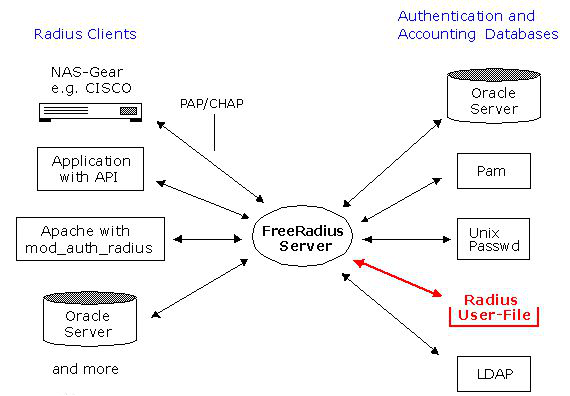 Radius Clients
Authentication and
Accounting Databases
NAS-Gear
e.g. CISCO
PAP/CHAP
Oracle
Server
Application
with API
Pam
Apache with
mod_auth_radius
FreeRadius
Server
Unix
Passwd
Oracle
Server
Radius
User-File
and more
LDAP